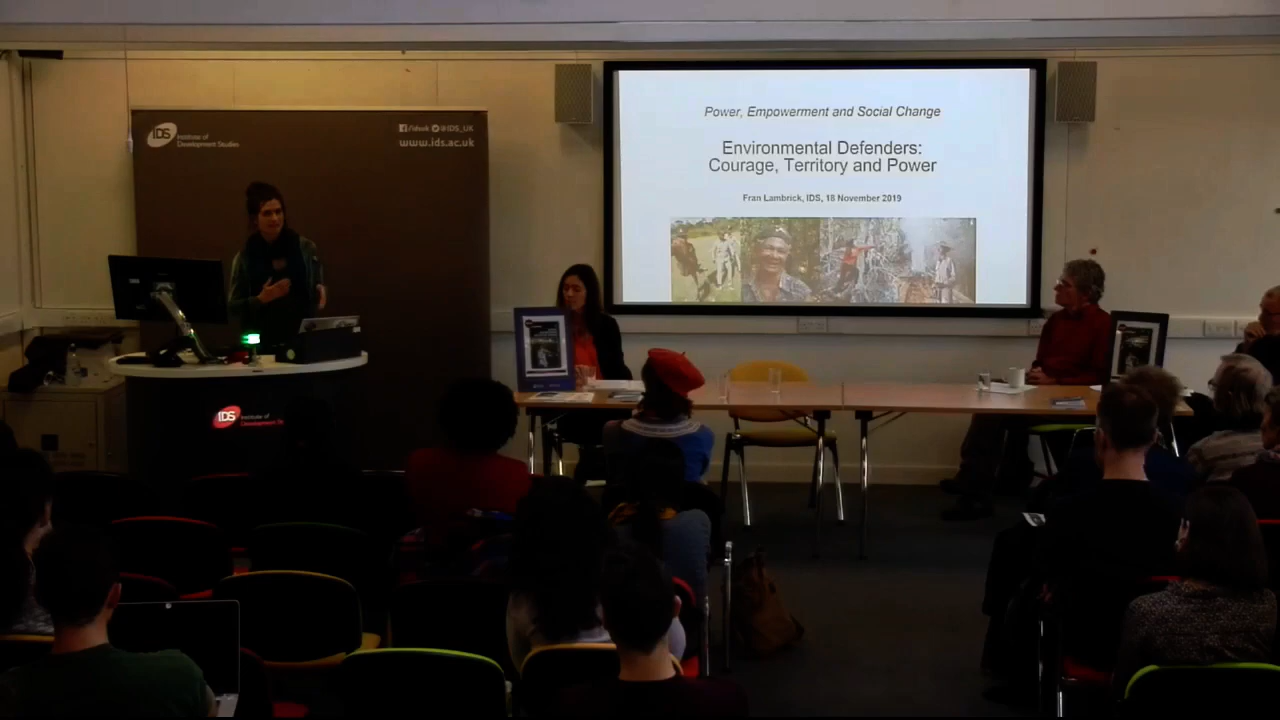 IDS
Institute of
Development Studies
/idsuk @IDS_UK
www.ids.ac.uk
Power, Empowerment and Social Change
Environmental Defenders:
Courage, Territory and Power
Fran Lambrick, IDS, 18 November 2019
IDS
Institute of
Development